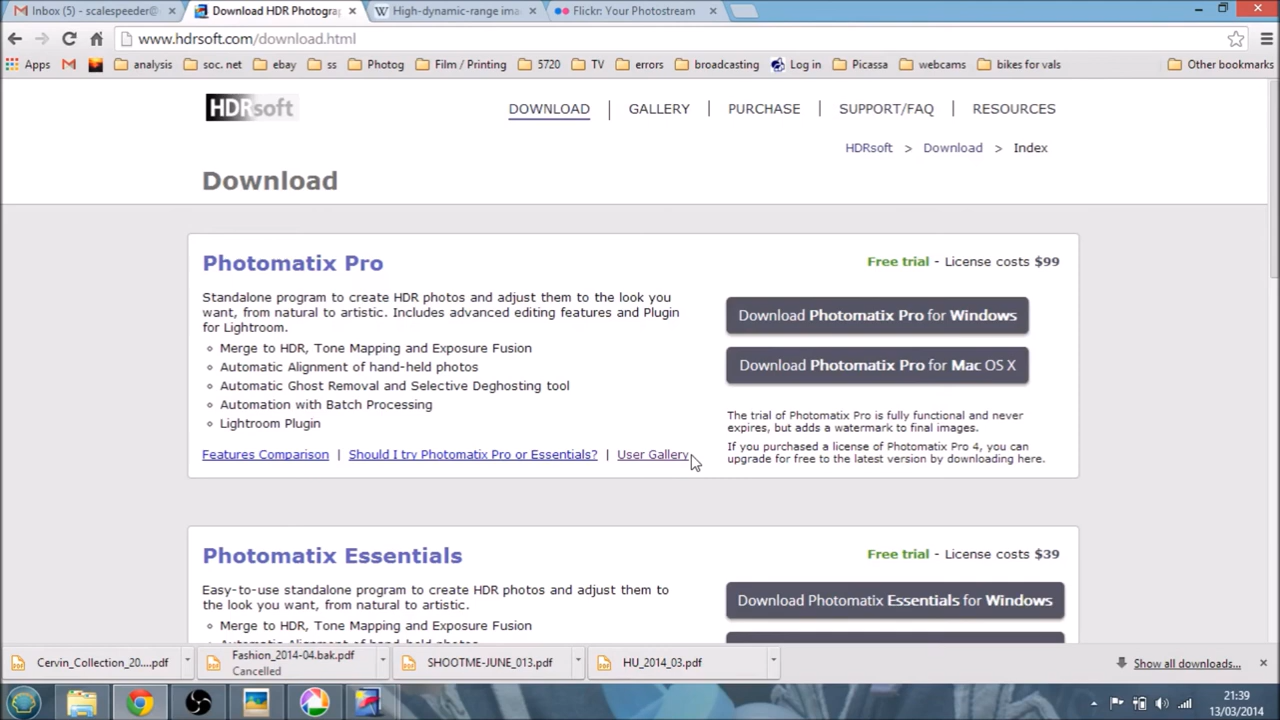 Inbox (5) - scalespeeder@
Download HDR Photogra
High-dynamic-range ima
Flickr: Your Photostream
www.hdrsoft.com/download.html
Apps
analysis
soc. net
ebay
ss
Photog
Film / Printing
5720
TV
errors
broadcasting
Log in
Picassa
webcams
bikes for vals
Other bookmarks
HDRsoft
DOWNLOAD | GALLERY | PURCHASE | SUPPORT/FAQ | RESOURCES
HDRsoft > Download > Index
Download
Photomatix Pro
Free trial - License costs $99
Standalone program to create HDR photos and adjust them to the look you
want, from natural to artistic. Includes advanced editing features and Plugin
for Lightroom.
Merge to HDR, Tone Mapping and Exposure Fusion
Automatic Alignment of hand-held photos
Automatic Ghost Removal and Selective Deghosting tool
Automation with Batch Processing
Lightroom Plugin
Features Comparison | Should I try Photomatix Pro or Essentials? | User Gallery
Download Photomatix Pro for Windows
Download Photomatix Pro for Mac OS X
The trial of Photomatix Pro is fully functional and never
expires, but adds a watermark to final images.
If you purchased a license of Photomatix Pro 4, you can
upgrade for free to the latest version by downloading here.
Photomatix Essentials
Free trial - License costs $39
Easy-to-use standalone program to create HDR photos and adjust them to
the look you want, from natural to artistic.
Merge to HDR, Tone Mapping and Exposure Fusion
Automatic Alignment of hand-held photos
Download Photomatix Essentials for Windows
Cervin_Collection_20....pdf
Fashion_2014-04.bak.pdf
Cancelled
SHOOTME-JUNE_013.pdf
HU_2014_03.pdf
Show all downloads...
21:39
13/03/2014